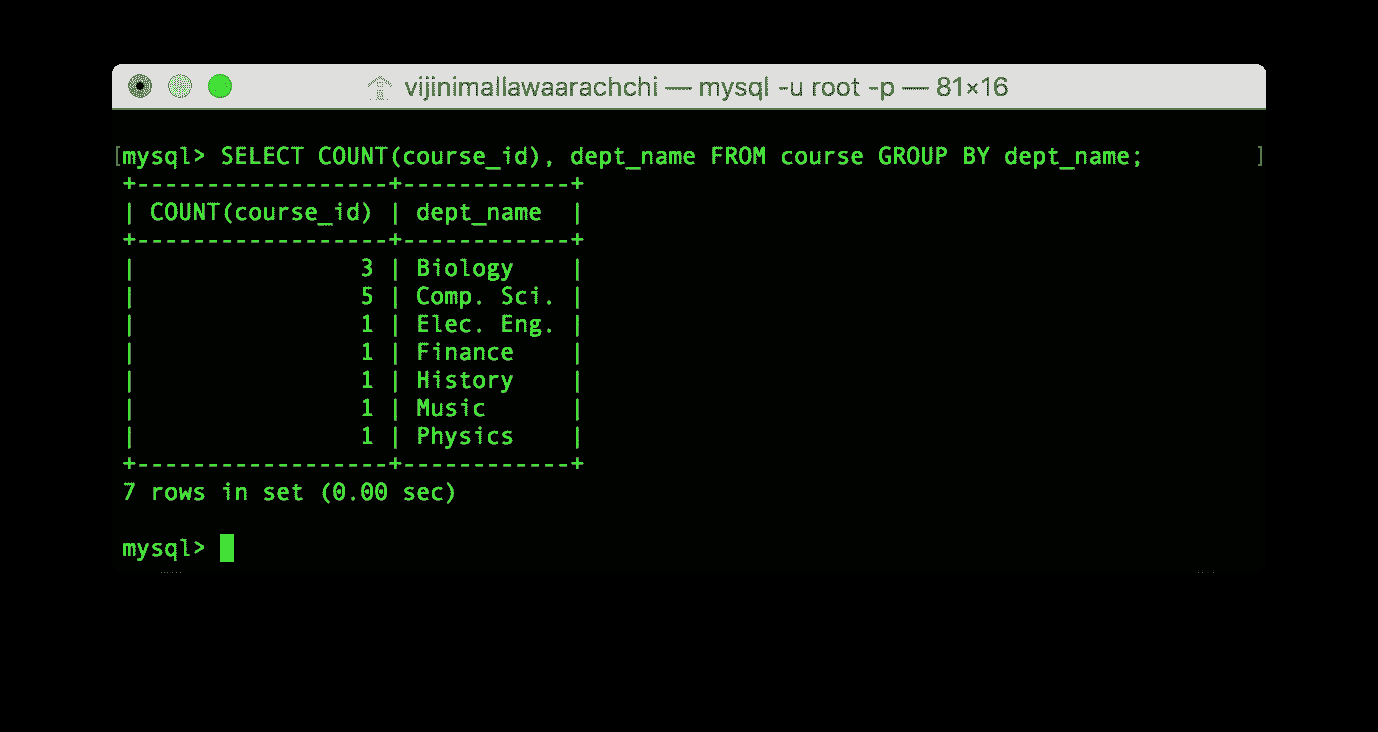 vijinimallawaarachchi — mysql -u root -p — 81×16
[mysql> SELECT COUNT(course_id), dept_name FROM course GROUP BY dept_name; ]
+------------------+------------+
| COUNT(course_id) | dept_name  |
+------------------+------------+
|                3 | Biology    |
|                5 | Comp. Sci. |
|                1 | Elec. Eng. |
|                1 | Finance    |
|                1 | History    |
|                1 | Music      |
|                1 | Physics    |
+------------------+------------+
7 rows in set (0.00 sec)
mysql>